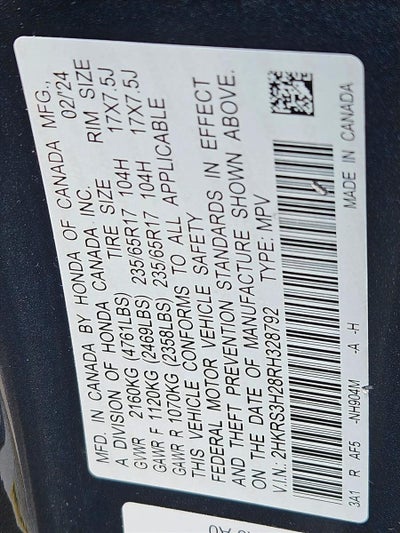 MFD. IN CANADA BY HONDA OF CANADA MFG.,
A DIVISION OF HONDA CANADA INC. 02/'24
TIRE SIZE RIM SIZE
GVWR 2160KG (4761LBS)
GAWR F 1120KG (2469LBS) 235/65R17 104H 17X7.5J
GAWR R 1070KG (2358LBS) 235/65R17 104H 17X7.5J
THIS VEHICLE CONFORMS TO ALL APPLICABLE
FEDERAL MOTOR VEHICLE SAFETY
AND THEFT PREVENTION STANDARDS IN EFFECT
ON THE DATE OF MANUFACTURE SHOWN ABOVE.
V.I.N.: 2HKRS3H28RH328792 TYPE: MPV
3A1 R AF5 -NH904M -A -H MADE IN CANADA